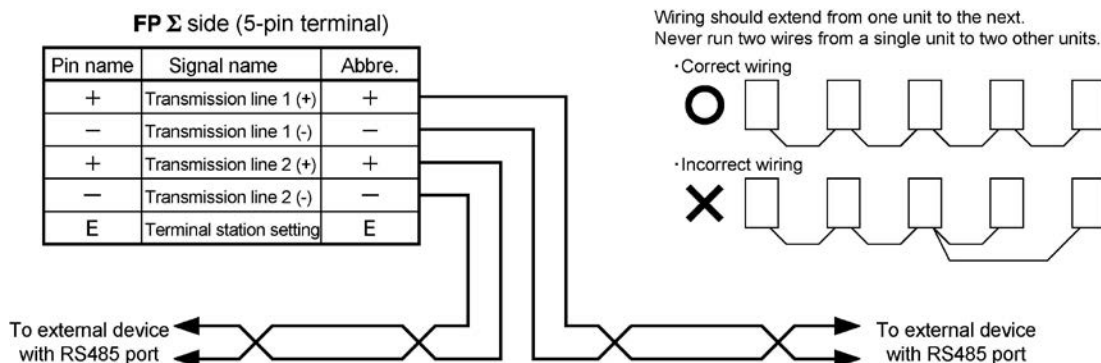 FP Σ side (5-pin terminal)
Pin name Signal name Abbre.
+ Transmission line 1 (+) +
− Transmission line 1 (-) −
+ Transmission line 2 (+) +
− Transmission line 2 (-) −
E Terminal station setting E
To external device
with RS485 port
Wiring should extend from one unit to the next.
Never run two wires from a single unit to two other units.
·Correct wiring
·Incorrect wiring
To external device
with RS485 port